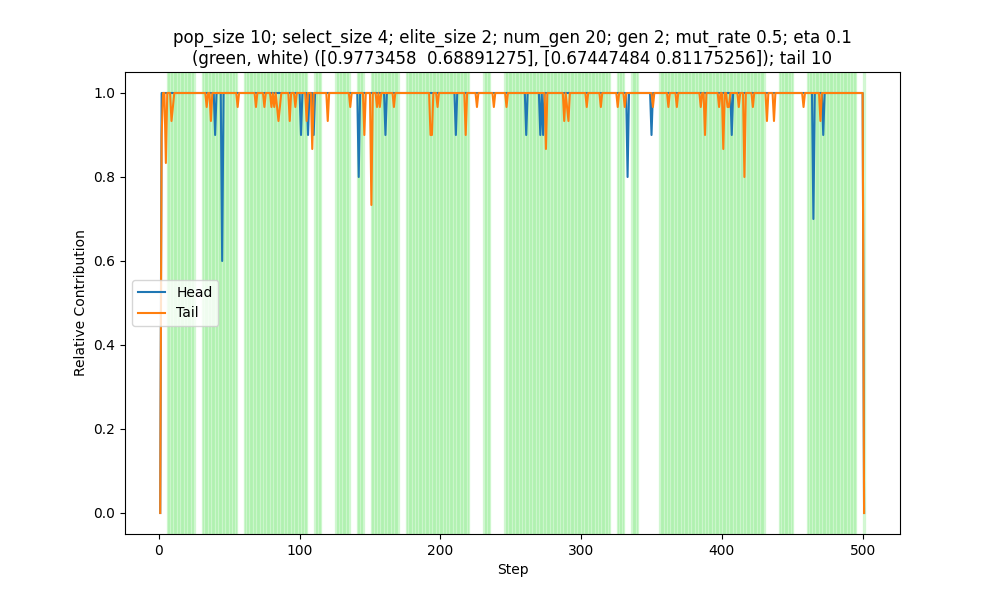 pop_size 10; select_size 4; elite_size 2; num_gen 20; gen 2; mut_rate 0.5; eta 0.1
(green, white) ([0.9773458  0.68891275], [0.67447484 0.81175256]); tail 10
1.0
0.8
0.6
0.4
0.2
0.0
Relative Contribution
Head
Tail
0
100
200
300
400
500
Step